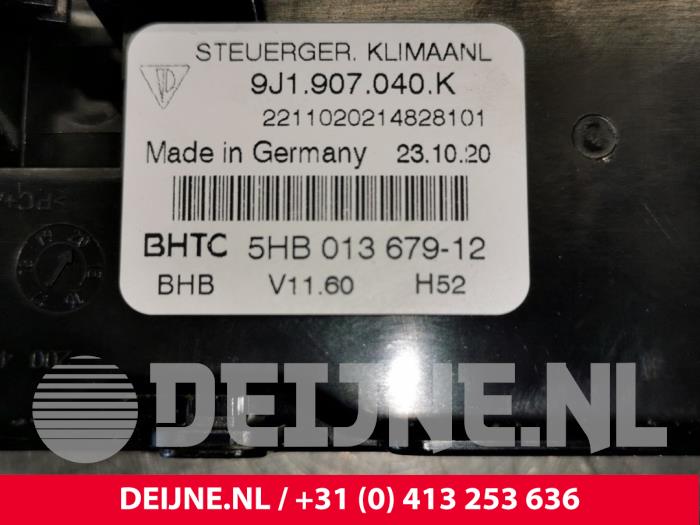 STEUERGER. KLIMAANL
9J1.907.040.K
2211020214828101
Made in Germany 23.10.20
BHTC 5HB 013 679-12
BHB V11.60 H52
DEIJNE.NL
DEIJNE.NL / +31 (0) 413 253 636